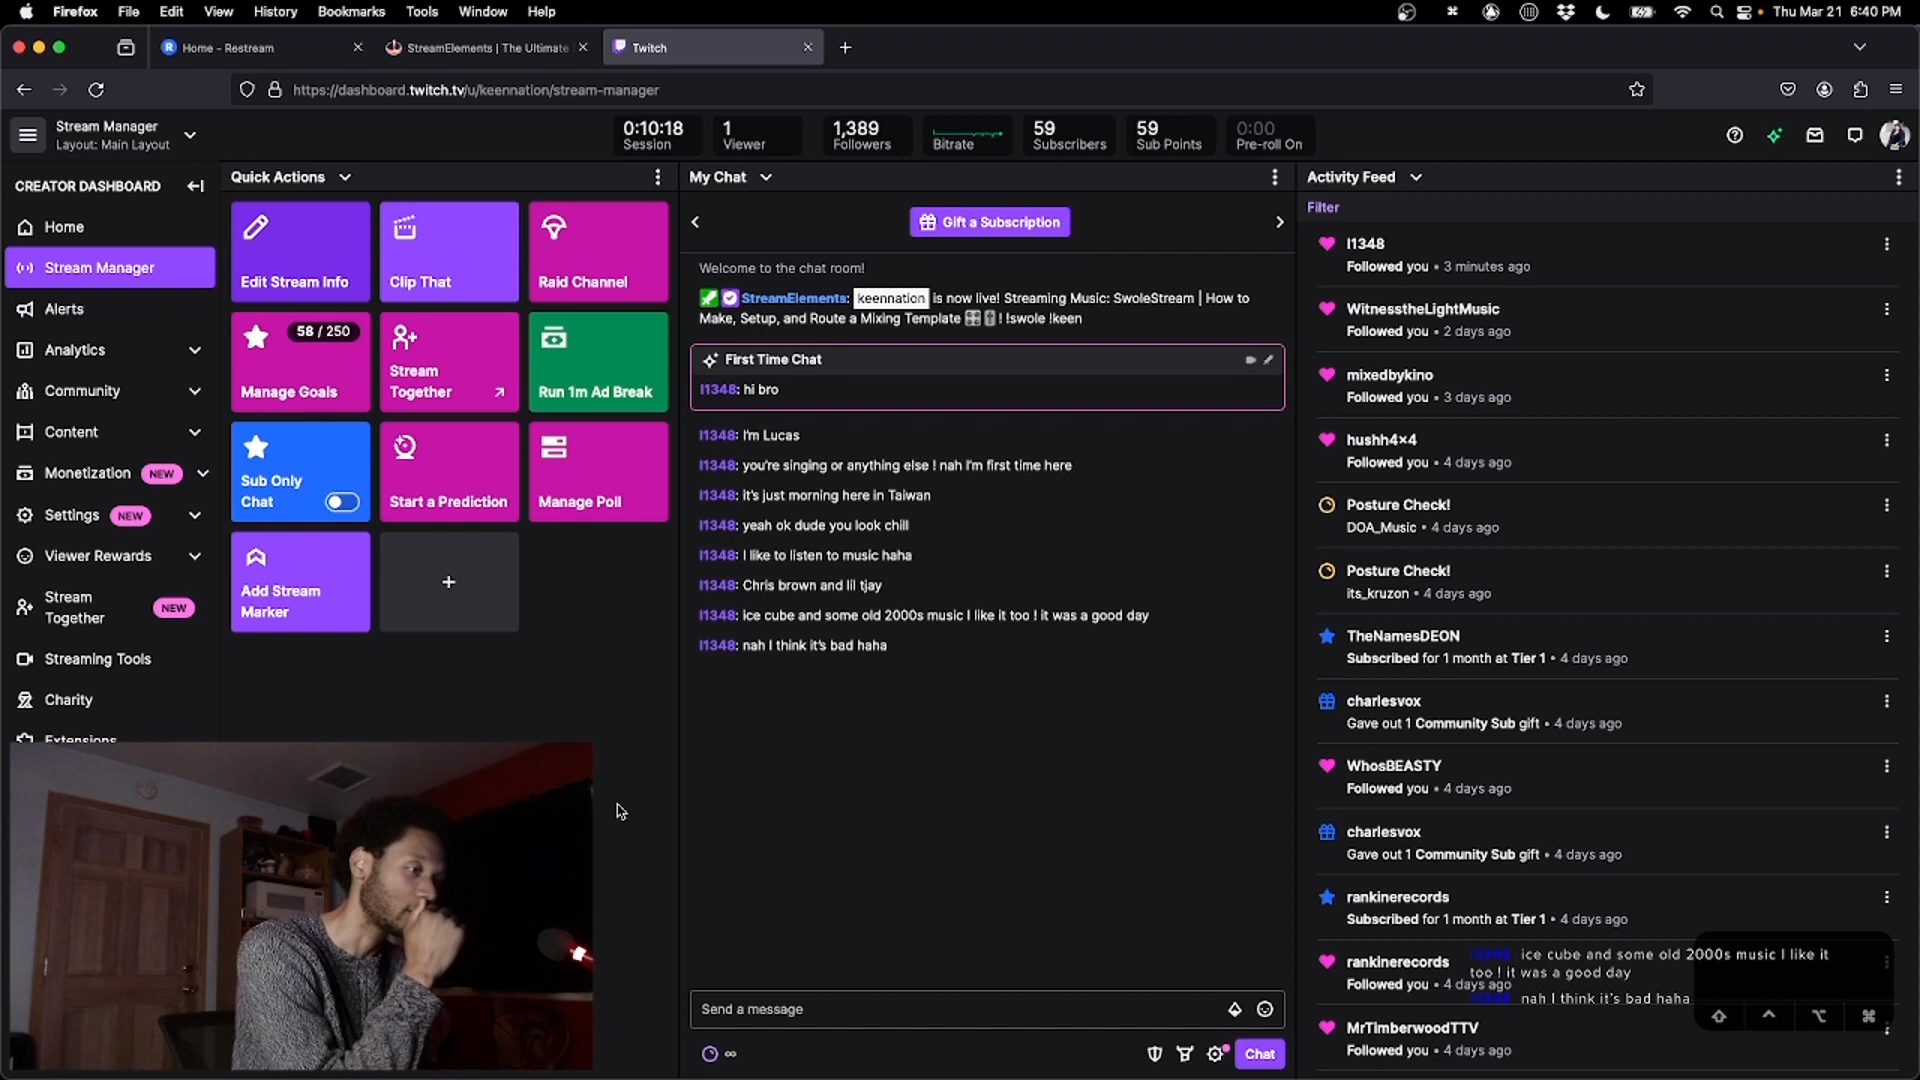 Firefox File Edit View History Bookmarks Tools Window Help
Thu Mar 21 6:40 PM
Home - Restream
StreamElements | The Ultimate
Twitch
https://dashboard.twitch.tv/u/keennation/stream-manager
Stream Manager
Layout: Main Layout
0:10:18
Session
1
Viewer
1,389
Followers
Bitrate
59
Subscribers
59
Sub Points
0:00
Pre-roll On
CREATOR DASHBOARD
Home
Stream Manager
Alerts
Analytics
Community
Content
Monetization NEW
Settings NEW
Viewer Rewards
Stream
Together
NEW
Streaming Tools
Charity
Extensions
Quick Actions
Edit Stream Info
Clip That
Raid Channel
58 / 250
Manage Goals
Stream
Together
Run 1m Ad Break
Sub Only
Chat
Start a Prediction
Manage Poll
Add Stream
Marker
My Chat
Gift a Subscription
Welcome to the chat room!
StreamElements: keennation is now live! Streaming Music: SwoleStream | How to
Make, Setup, and Route a Mixing Template ! !swole !keen
First Time Chat
l1348: hi bro
l1348: I'm Lucas
l1348: you're singing or anything else ! nah I'm first time here
l1348: it's just morning here in Taiwan
l1348: yeah ok dude you look chill
l1348: I like to listen to music haha
l1348: Chris brown and lil tjay
l1348: ice cube and some old 2000s music I like it too ! it was a good day
l1348: nah I think it's bad haha
Send a message
Chat
Activity Feed
Filter
l1348
Followed you • 3 minutes ago
WitnesstheLightMusic
Followed you • 2 days ago
mixedbykino
Followed you • 3 days ago
hushh4x4
Followed you • 4 days ago
Posture Check!
DOA_Music • 4 days ago
Posture Check!
its_kruzon • 4 days ago
TheNamesDEON
Subscribed for 1 month at Tier 1 • 4 days ago
charlesvox
Gave out 1 Community Sub gift • 4 days ago
WhosBEASTY
Followed you • 4 days ago
charlesvox
Gave out 1 Community Sub gift • 4 days ago
rankinerecords
Subscribed for 1 month at Tier 1 • 4 days ago
rankinerecords
Followed you • 4 days ago
l1348 ice cube and some old 2000s music I like it
too ! it was a good day
l1348 nah I think it's bad haha
MrTimberwoodTTV
Followed you • 4 days ago